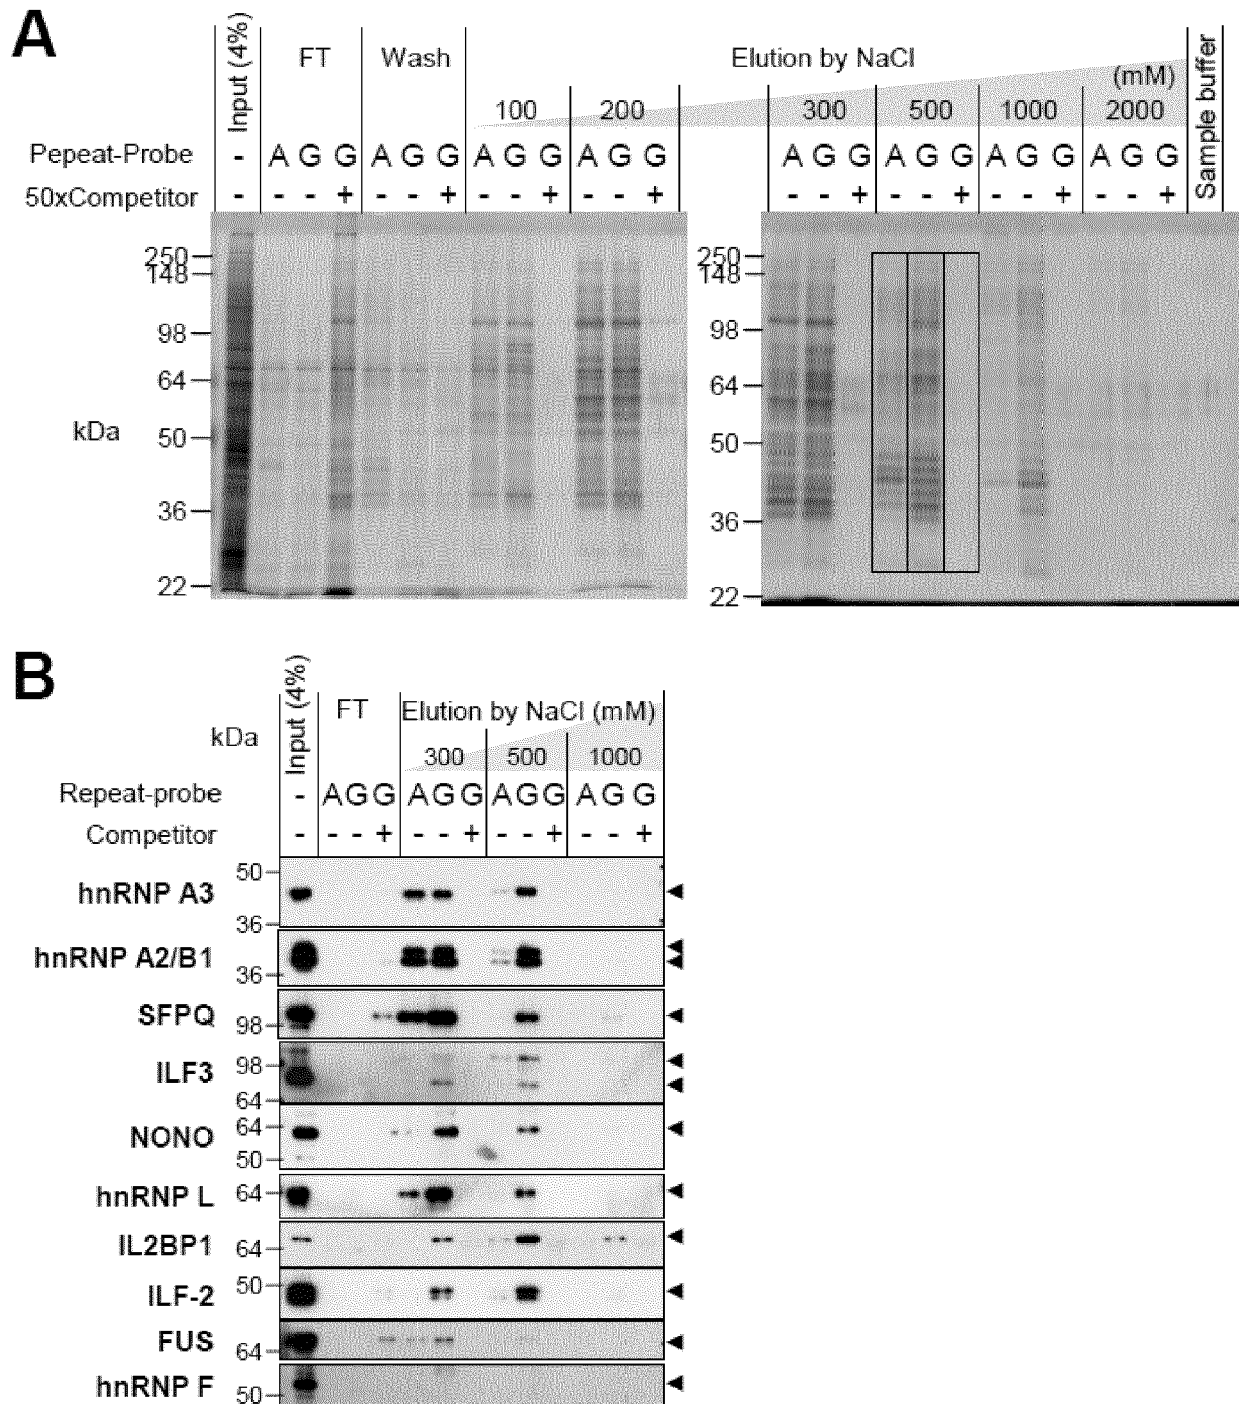 A
Input (4%)
FT
Wash
Elution by NaCl
(mM)
Sample buffer
100
200
300
500
1000
2000
Pepeat-Probe
- A G G A G G A G G A G G A G G A G G A G G A G G
50xCompetitor
- - - + - - + - - + - - + - - + - - + - - + - - +
250
148
98
64
kDa
50
36
22
250
148
98
64
50
36
22
B
Input (4%)
FT
Elution by NaCl (mM)
kDa
300
500
1000
Repeat-probe
- A G G A G G A G G A G G
Competitor
- - - + - - + - - + - - +
50
hnRNP A3
36
hnRNP A2/B1
36
SFPQ
98
98
ILF3
64
64
NONO
50
hnRNP L
64
IL2BP1
64
50
ILF-2
FUS
64
hnRNP F
50